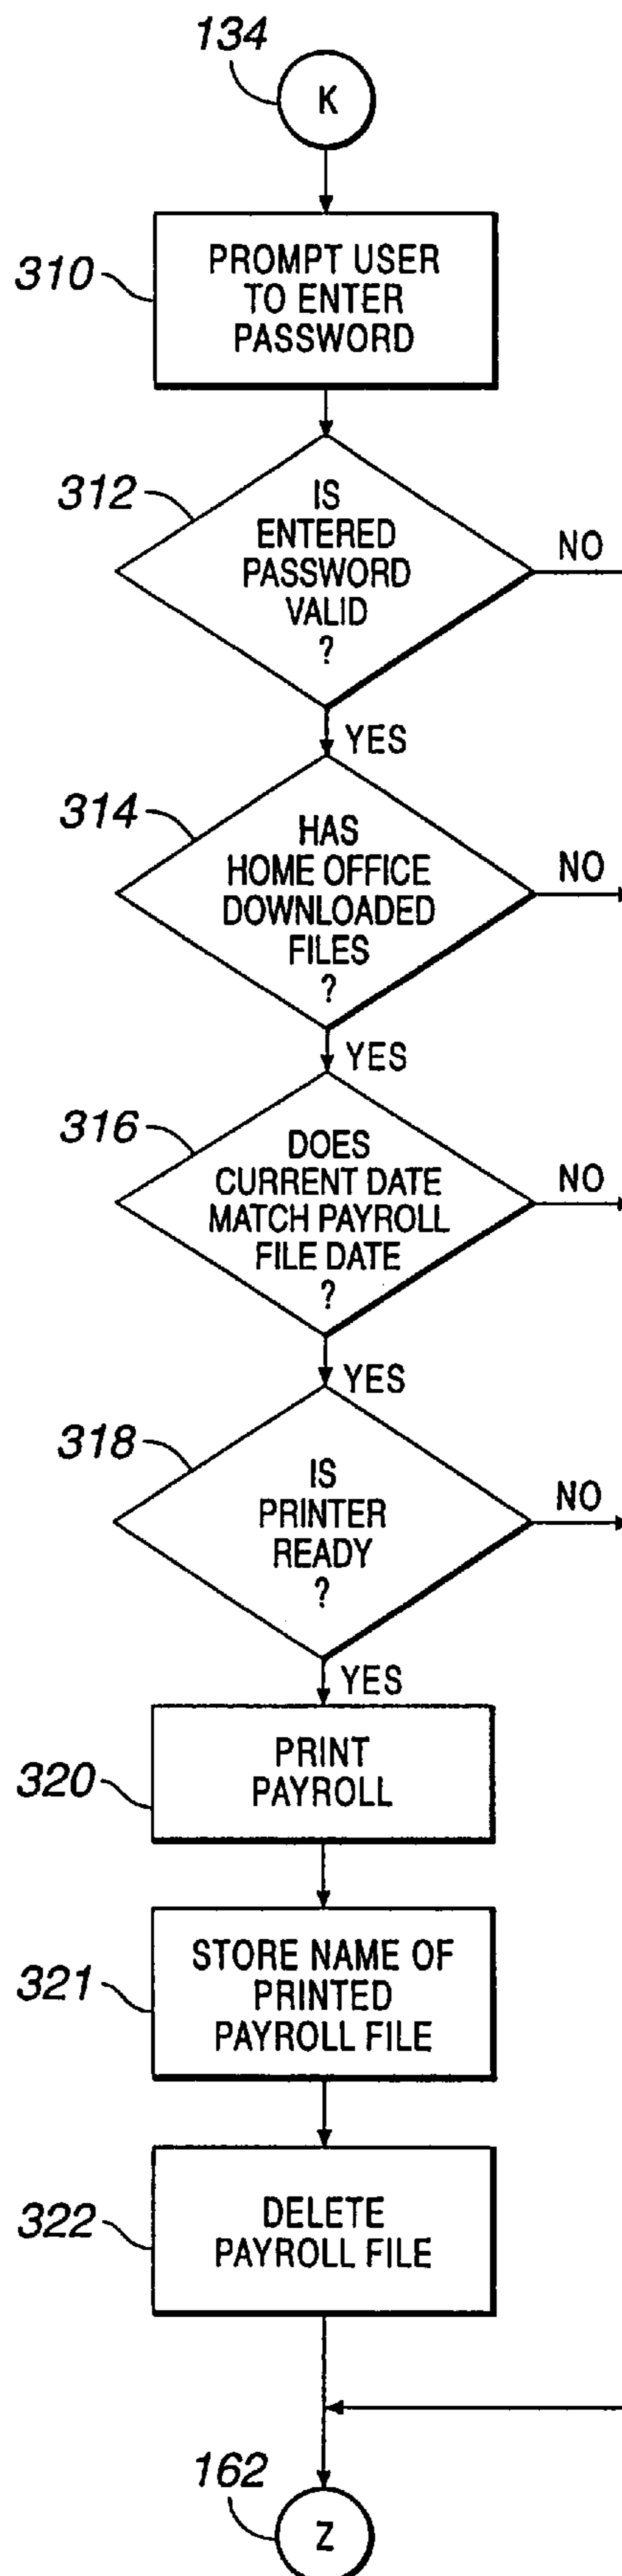 134
K
310
PROMPT USER
TO ENTER
PASSWORD
312
IS
ENTERED
PASSWORD
VALID
?
NO
YES
314
HAS
HOME OFFICE
DOWNLOADED
FILES
?
NO
YES
316
DOES
CURRENT DATE
MATCH PAYROLL
FILE DATE
?
NO
YES
318
IS
PRINTER
READY
?
NO
YES
320
PRINT
PAYROLL
321
STORE NAME OF
PRINTED
PAYROLL FILE
322
DELETE
PAYROLL FILE
162
Z